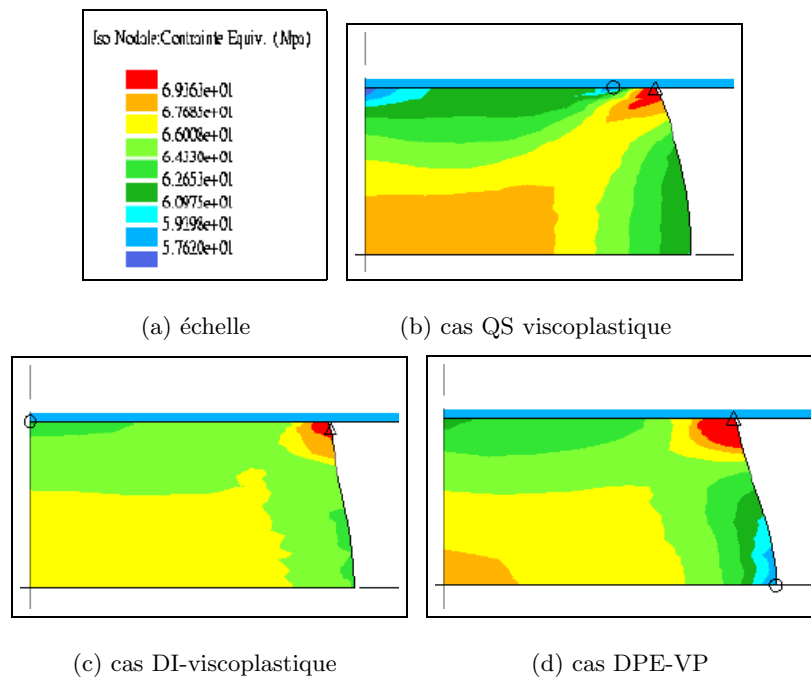 Iso Nodale:Contrainte Equiv. (Mpa)
6.9363e+01
6.7685e+01
6.6008e+01
6.4330e+01
6.2653e+01
6.0975e+01
5.9298e+01
5.7620e+01
(a) échelle
(b) cas QS viscoplastique
(c) cas DI-viscoplastique
(d) cas DPE-VP